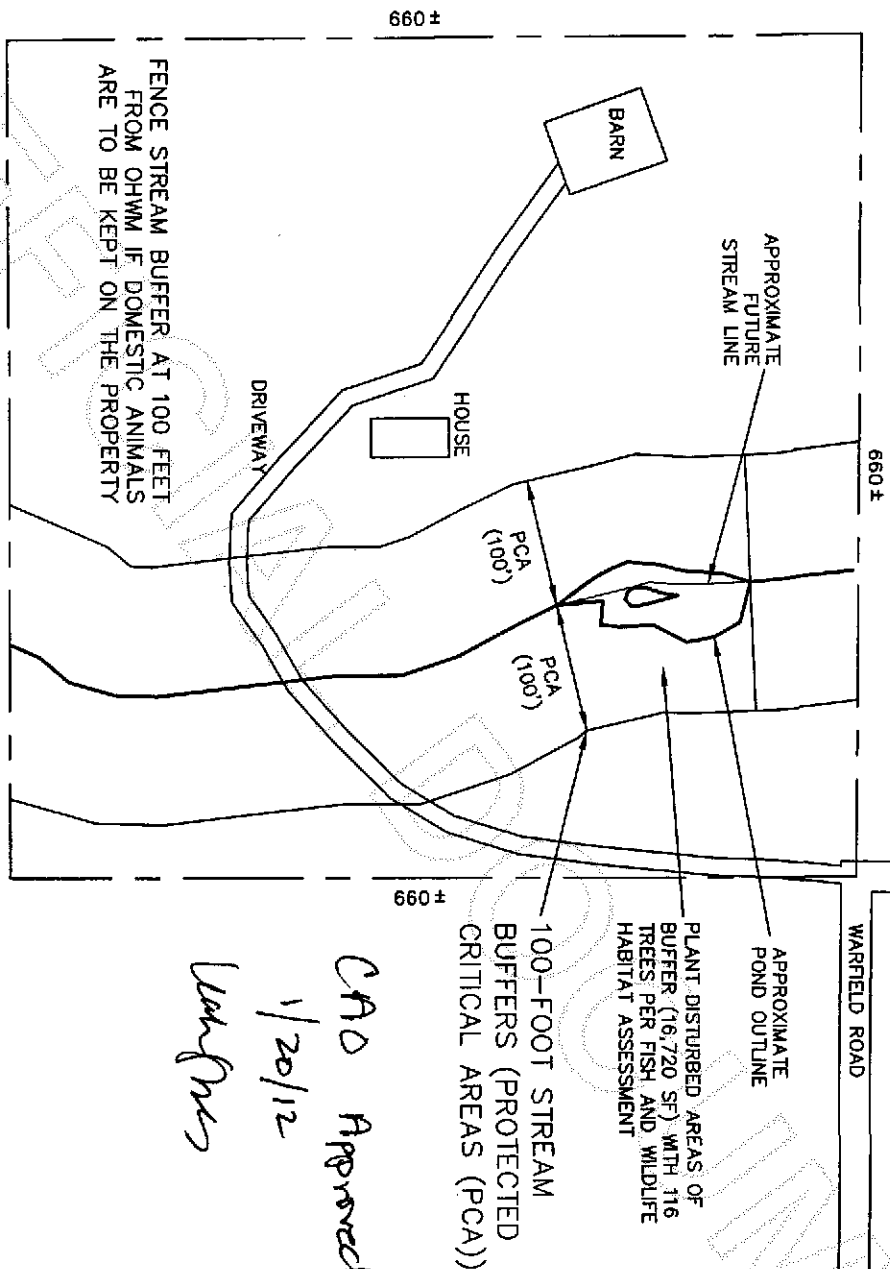 660±
660±
660±
WARFIELD ROAD
BARN
APPROXIMATE
FUTURE
STREAM LINE
HOUSE
DRIVEWAY
FENCE STREAM BUFFER AT 100 FEET
FROM OHWM IF DOMESTIC ANIMALS
ARE TO BE KEPT ON THE PROPERTY
PCA
(100')
PCA
(100')
APPROXIMATE
POND OUTLINE
PLANT DISTURBED AREAS OF
BUFFER (16,720 SF) WITH 116
TREES PER FISH AND WILDLIFE
HABITAT ASSESSMENT
100-FOOT STREAM
BUFFERS (PROTECTED
CRITICAL AREAS (PCA))
CAO Approved
1/20/12